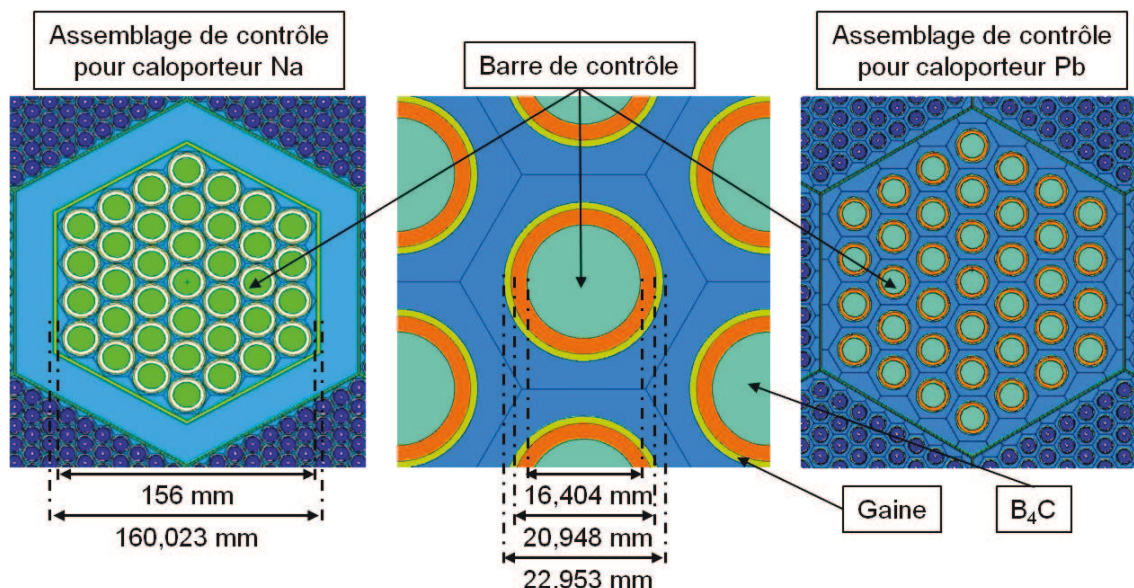 Assemblage de contrôle
pour caloporteur Na
Barre de contrôle
Assemblage de contrôle
pour caloporteur Pb
156 mm
160,023 mm
16,404 mm
20,948 mm
22,953 mm
Gaine
B₄C